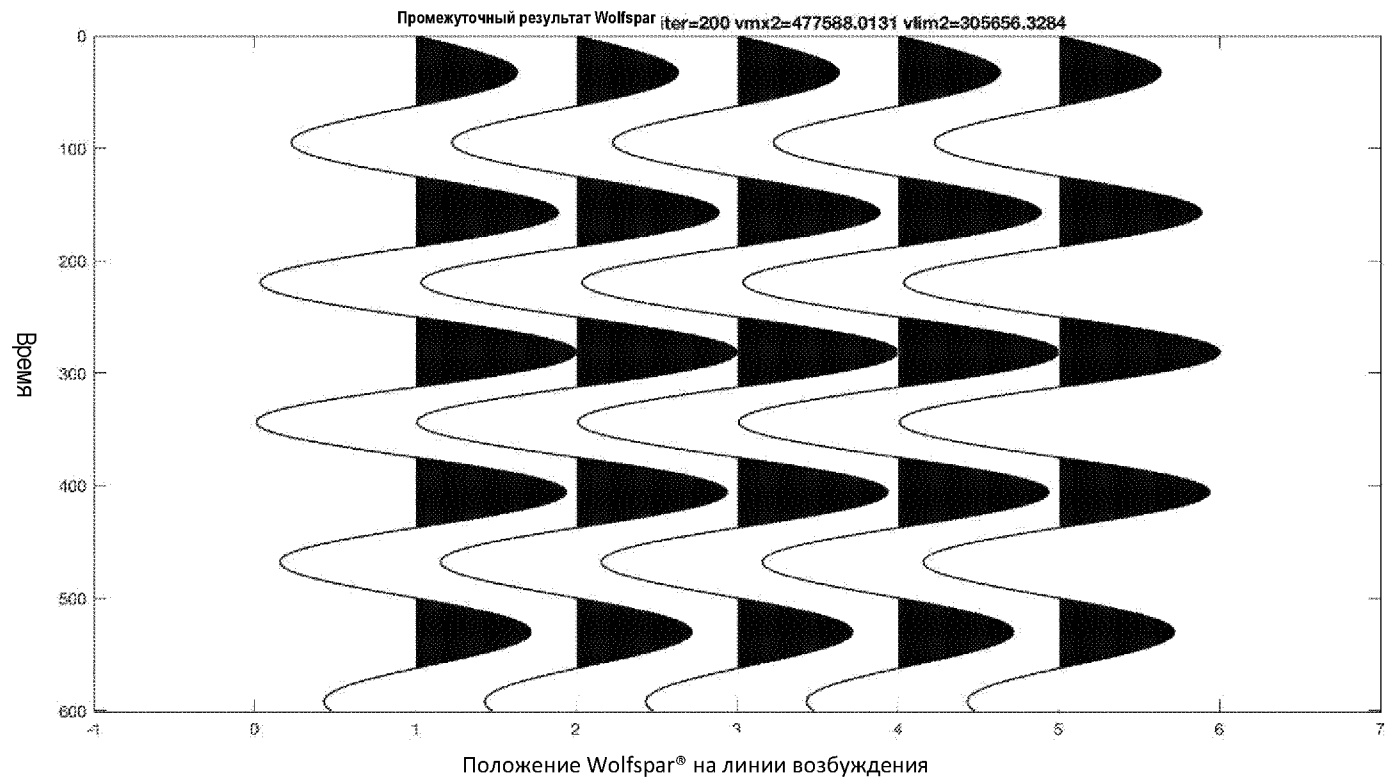 Промежуточный результат Wolfspar iter=200 vmx2=477588.0131 vlim2=305656.3284
0
100
200
300
400
500
600
Время
-1 0 1 2 3 4 5 6 7
Положение Wolfspar® на линии возбуждения